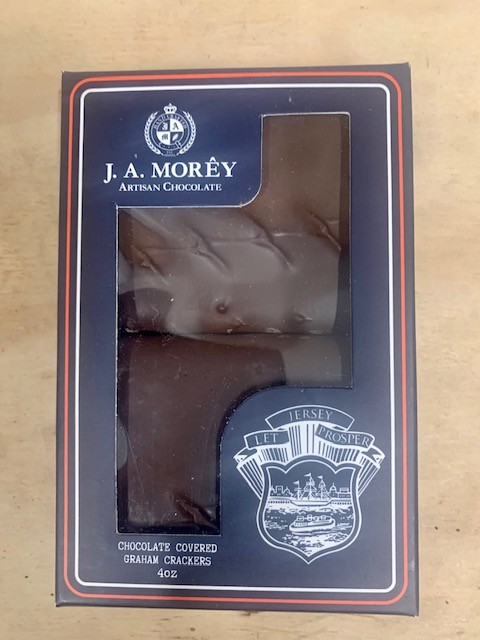 J. A. MORÊY
ARTISAN CHOCOLATE
JERSEY
LET PROSPER
CHOCOLATE COVERED
GRAHAM CRACKERS
4oz